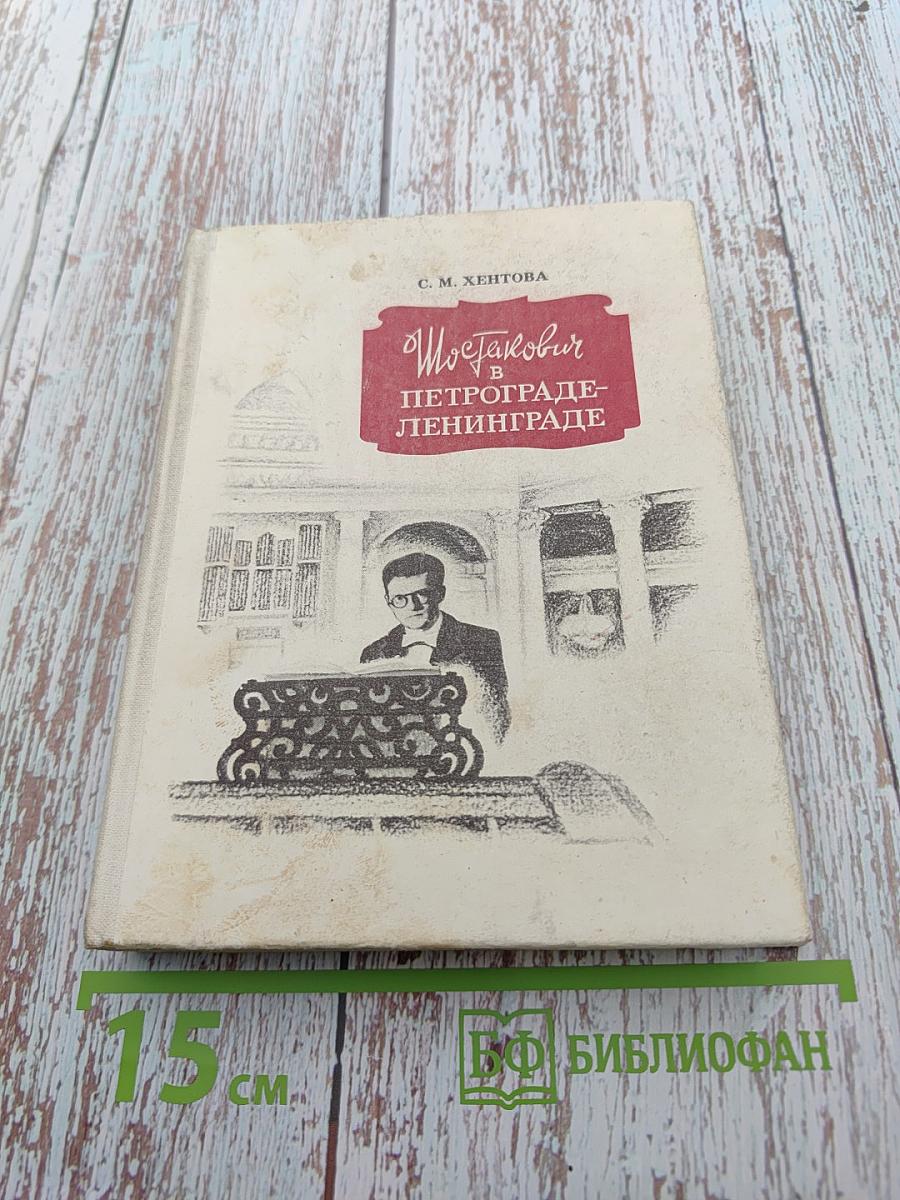 С. М. ХЕНТОВА
Шостакович
в
ПЕТРОГРАДЕ-
ЛЕНИНГРАДЕ
15 см
БФ БИБЛИОФАН